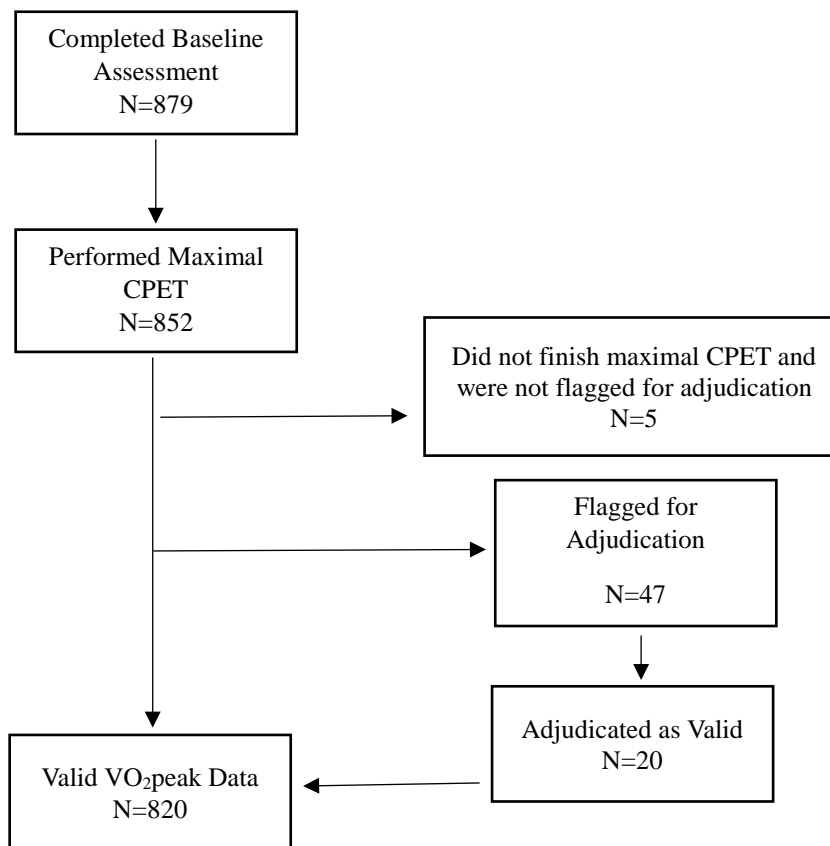 Completed Baseline
Assessment
N=879
Performed Maximal
CPET
N=852
Did not finish maximal CPET and
were not flagged for adjudication
N=5
Flagged for
Adjudication
N=47
Adjudicated as Valid
N=20
Valid VO₂peak Data
N=820